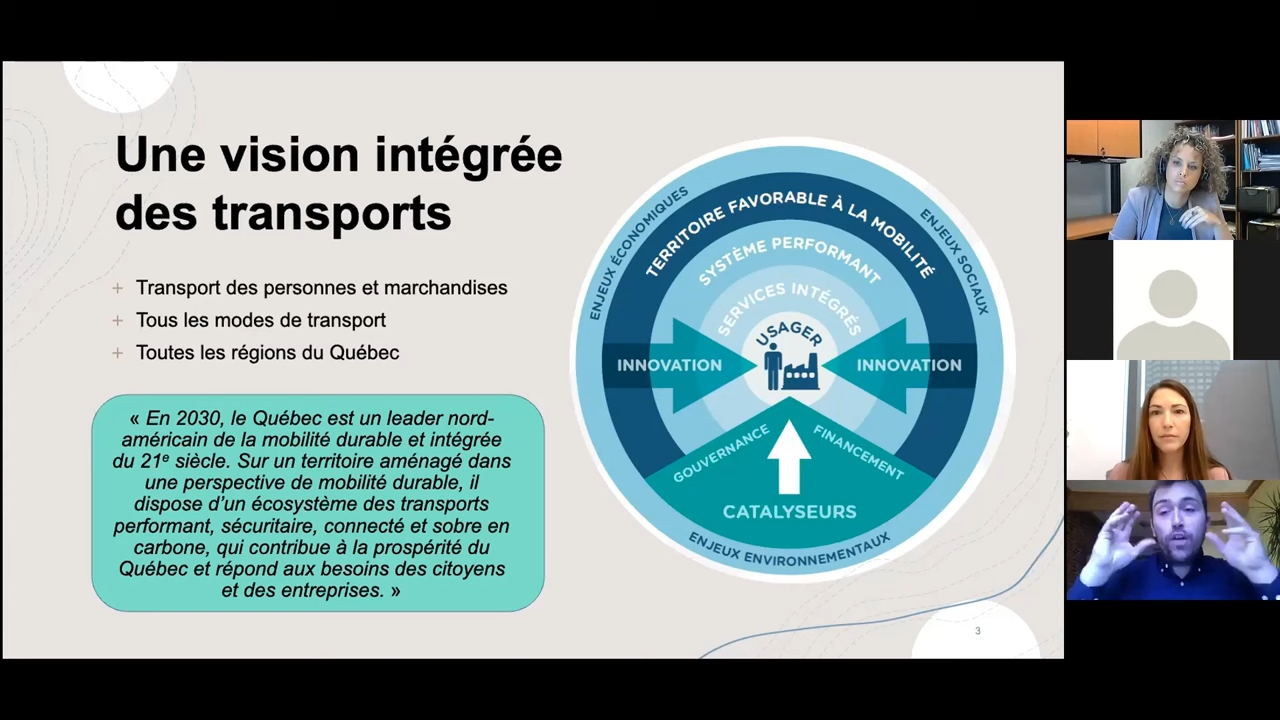 Une vision intégrée
des transports
+ Transport des personnes et marchandises
+ Tous les modes de transport
+ Toutes les régions du Québec
« En 2030, le Québec est un leader nord-
américain de la mobilité durable et intégrée
du 21e siècle. Sur un territoire aménagé dans
une perspective de mobilité durable, il
dispose d'un écosystème des transports
performant, sécuritaire, connecté et sobre en
carbone, qui contribue à la prospérité du
Québec et répond aux besoins des citoyens
et des entreprises. »
ENJEUX ÉCONOMIQUES
ENJEUX SOCIAUX
TERRITOIRE FAVORABLE À LA MOBILITÉ
SYSTÈME PERFORMANT
SERVICES INTÉGRÉS
USAGER
INNOVATION
INNOVATION
GOUVERNANCE
FINANCEMENT
CATALYSEURS
ENJEUX ENVIRONNEMENTAUX
3